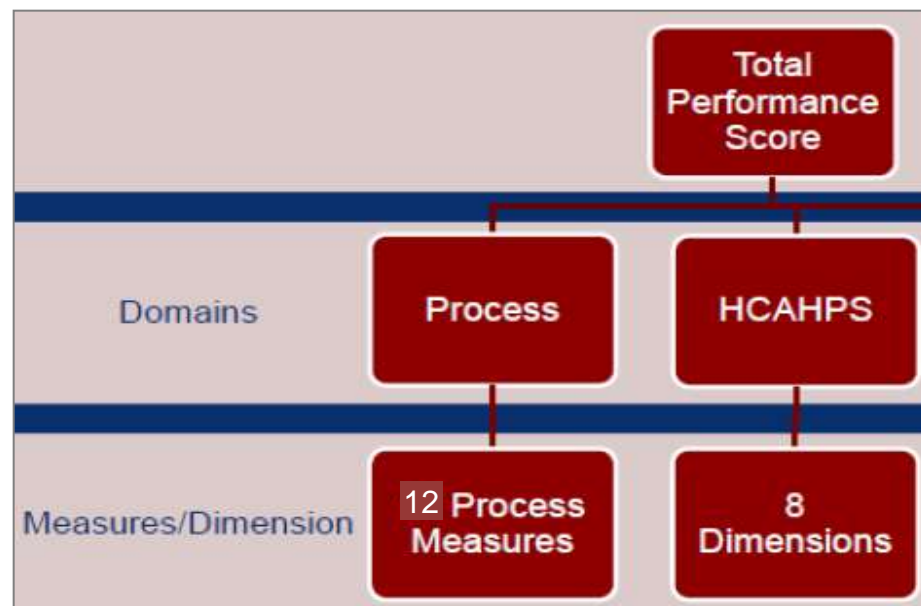 Total
Performance
Score
Domains
Process
HCAHPS
Measures/Dimension
12 Process
Measures
8
Dimensions